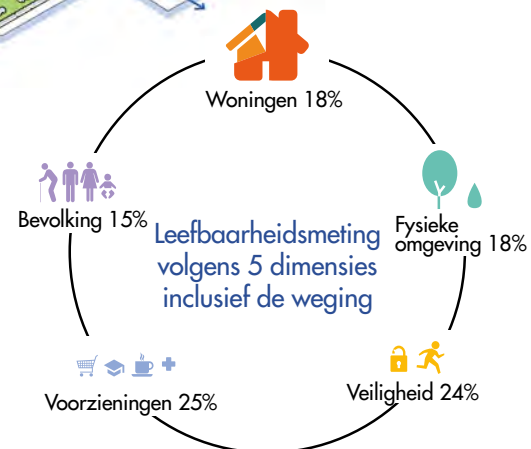 Woningen 18%
Bevolking 15%
Leefbaarheidsmeting
volgens 5 dimensies
inclusief de weging
Fysieke
omgeving 18%
Voorzieningen 25%
Veiligheid 24%